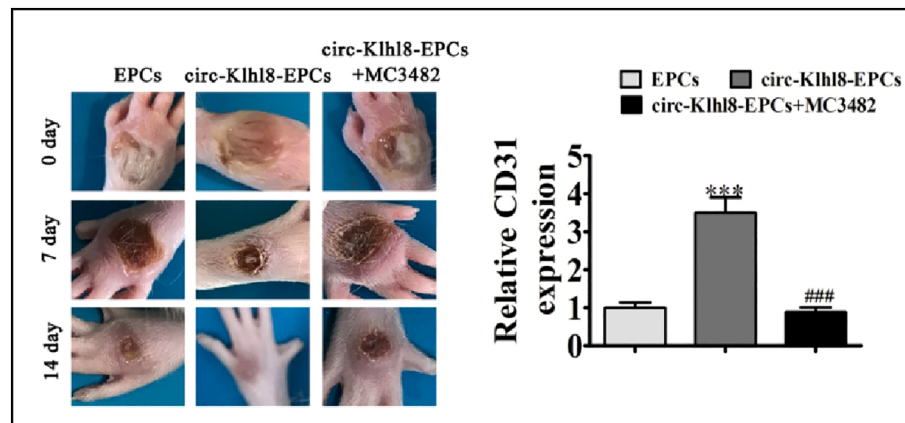 EPCs
circ-Klhl8-EPCs
circ-Klhl8-EPCs
+MC3482
0 day
7 day
14 day
EPCs
circ-Klhl8-EPCs
circ-Klhl8-EPCs+MC3482
Relative CD31
expression
5
4
3
2
1
0
***
###